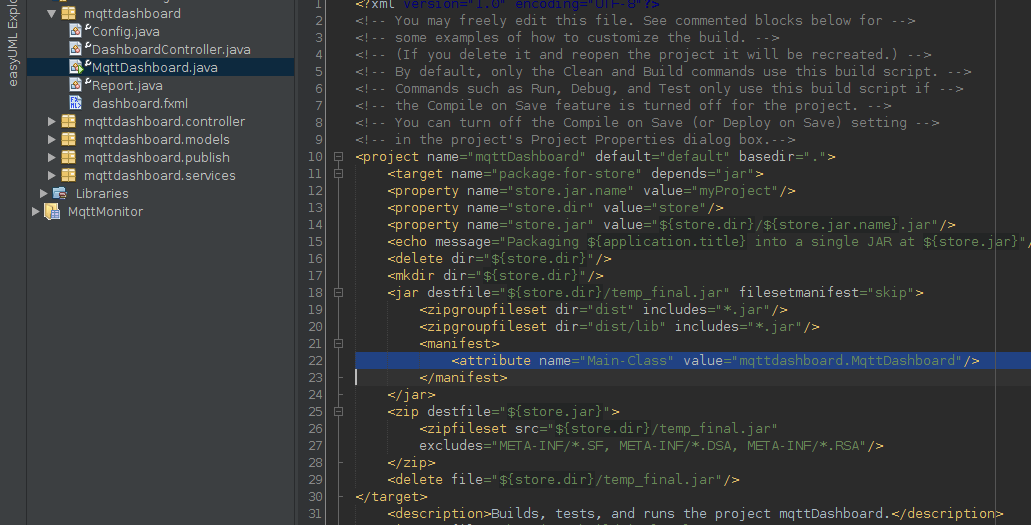 easyUML Explo
mqttdashboard
Config.java
DashboardController.java
MqttDashboard.java
Report.java
dashboard.fxml
mqttdashboard.controller
mqttdashboard.models
mqttdashboard.publish
mqttdashboard.services
Libraries
MqttMonitor
1 <?xml version="1.0" encoding="UTF-8"?>
2 <!-- You may freely edit this file. See commented blocks below for -->
3 <!-- some examples of how to customize the build. -->
4 <!-- (If you delete it and reopen the project it will be recreated.) -->
5 <!-- By default, only the Clean and Build commands use this build script. -->
6 <!-- Commands such as Run, Debug, and Test only use this build script if -->
7 <!-- the Compile on Save feature is turned off for the project. -->
8 <!-- You can turn off the Compile on Save (or Deploy on Save) setting -->
9 <!-- in the project's Project Properties dialog box.-->
10 <project name="mqttDashboard" default="default" basedir=".">
11 <target name="package-for-store" depends="jar">
12 <property name="store.jar.name" value="myProject"/>
13 <property name="store.dir" value="store"/>
14 <property name="store.jar" value="${store.dir}/${store.jar.name}.jar"/>
15 <echo message="Packaging ${application.title} into a single JAR at ${store.jar}"/
16 <delete dir="${store.dir}"/>
17 <mkdir dir="${store.dir}"/>
18 <jar destfile="${store.dir}/temp_final.jar" filesetmanifest="skip">
19 <zipgroupfileset dir="dist" includes="*.jar"/>
20 <zipgroupfileset dir="dist/lib" includes="*.jar"/>
21 <manifest>
22 <attribute name="Main-Class" value="mqttdashboard.MqttDashboard"/>
23 </manifest>
24 </jar>
25 <zip destfile="${store.jar}">
26 <zipfileset src="${store.dir}/temp_final.jar"
27 excludes="META-INF/*.SF, META-INF/*.DSA, META-INF/*.RSA"/>
28 </zip>
29 <delete file="${store.dir}/temp_final.jar"/>
30 </target>
31 <description>Builds, tests, and runs the project mqttDashboard.</description>